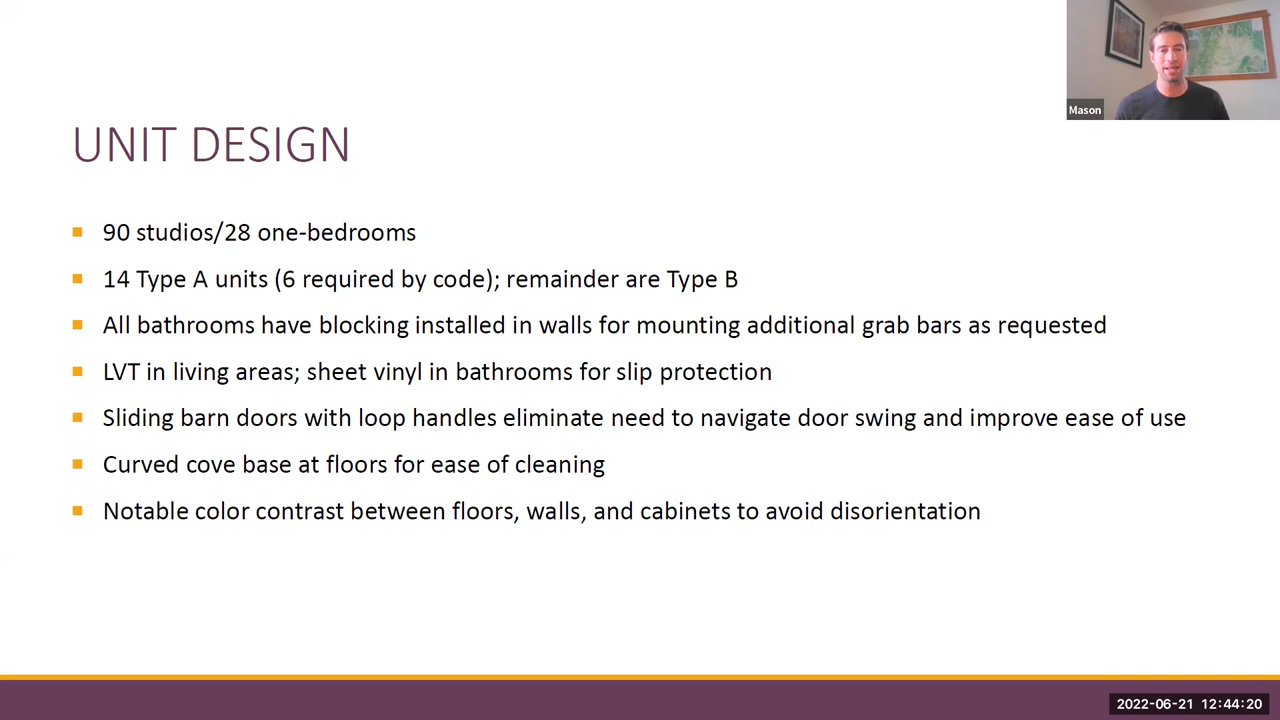 Mason
UNIT DESIGN
90 studios/28 one-bedrooms
14 Type A units (6 required by code); remainder are Type B
All bathrooms have blocking installed in walls for mounting additional grab bars as requested
LVT in living areas; sheet vinyl in bathrooms for slip protection
Sliding barn doors with loop handles eliminate need to navigate door swing and improve ease of use
Curved cove base at floors for ease of cleaning
Notable color contrast between floors, walls, and cabinets to avoid disorientation
2022-06-21 12:44:20